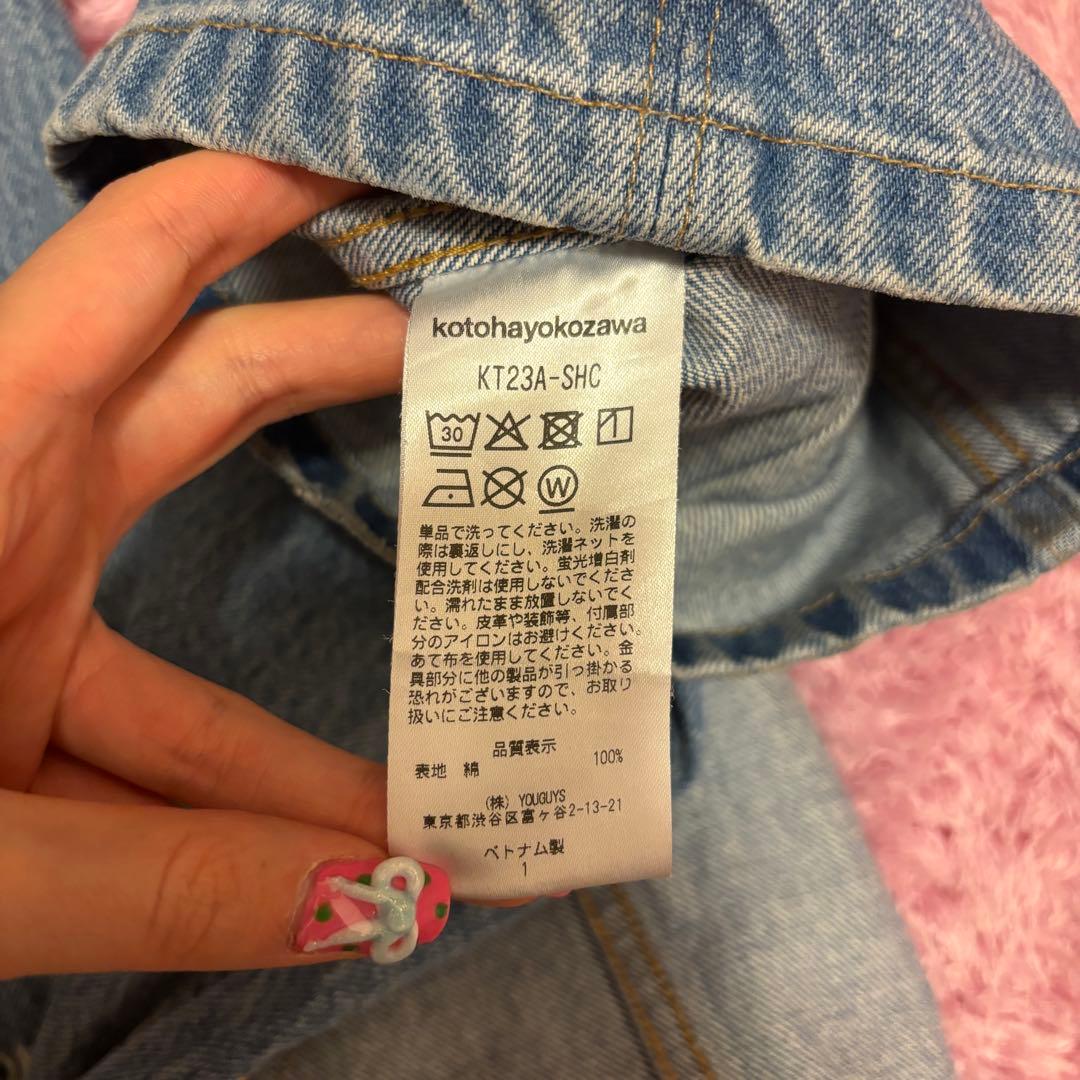 kotohayokozawa
KT23A-SHC
30
W
単品で洗ってください。洗濯の
際は裏返しにし、洗濯ネットを
使用してください。蛍光増白剤
配合洗剤は使用しないでくださ
い。濡れたまま放置しないでく
ださい。皮革や装飾等、付属部
分のアイロンはお避けください。
あて布を使用してください。金
具部分に他の製品が引っ掛かる
恐れがございますので、お取り
扱いにご注意ください。
品質表示
表地 綿 100%
(株) YOUGUYS
東京都渋谷区富ヶ谷2-13-21
ベトナム製
1